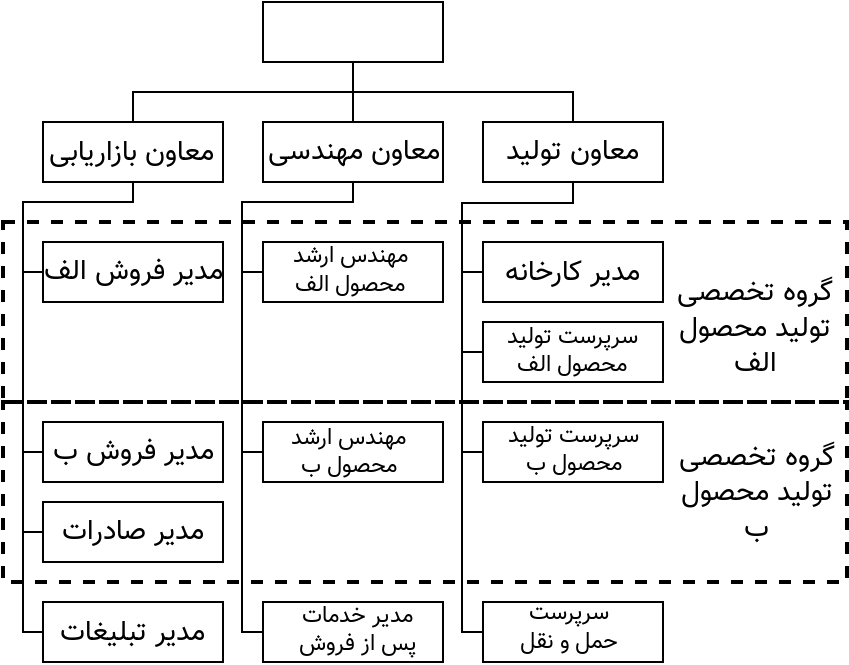 معاون تولید
معاون مهندسی
معاون بازاریابی
گروه تخصصی
تولید محصول
الف
مدیر کارخانه
مهندس ارشد
محصول الف
مدیر فروش الف
سرپرست تولید
محصول الف
گروه تخصصی
تولید محصول
ب
سرپرست تولید
محصول ب
مهندس ارشد
محصول ب
مدیر فروش ب
مدیر صادرات
سرپرست
حمل و نقل
مدیر خدمات
پس از فروش
مدیر تبلیغات